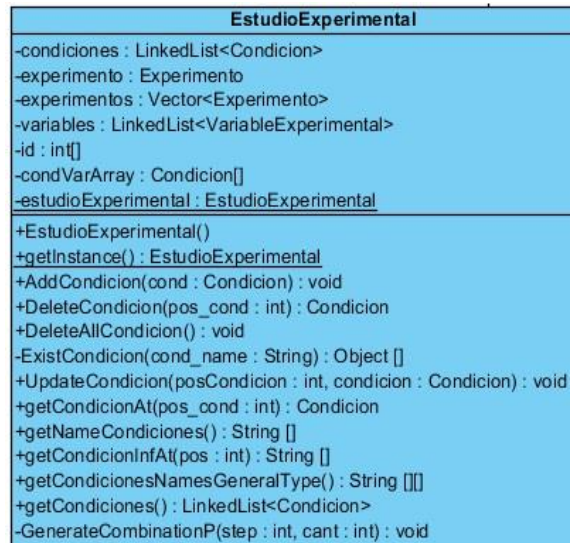 EstudioExperimental
-condiciones : LinkedList<Condicion>
-experimento : Experimento
-experimentos : Vector<Experimento>
-variables : LinkedList<VariableExperimental>
-id : int[]
-condVarArray : Condicion[]
-estudioExperimental : EstudioExperimental
+EstudioExperimental()
+getInstance() : EstudioExperimental
+AddCondicion(cond : Condicion) : void
+DeleteCondicion(pos_cond : int) : Condicion
+DeleteAllCondicion() : void
-ExistCondicion(cond_name : String) : Object []
+UpdateCondicion(posCondicion : int, condicion : Condicion) : void
+getCondicionAt(pos_cond : int) : Condicion
+getNameCondiciones() : String []
+getCondicionInfAt(pos : int) : String []
+getCondicionesNamesGeneralType() : String [][]
+getCondiciones() : LinkedList<Condicion>
-GenerateCombinationP(step : int, cant : int) : void